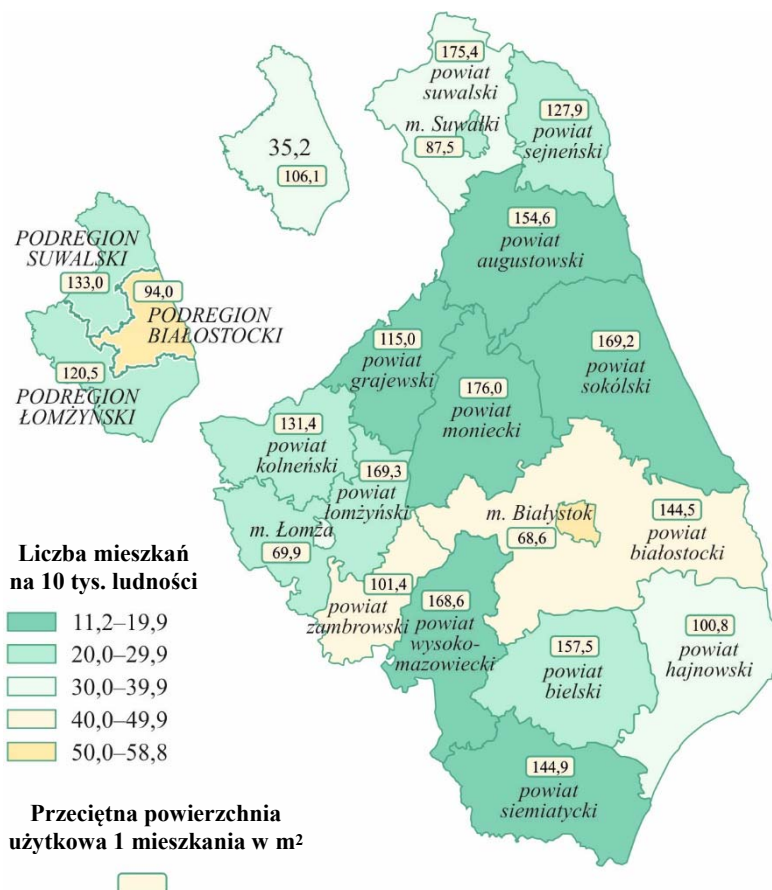 175,4
powiat
suwalski
m. Suwałki
87,5
127,9
powiat
sejneński
35,2
106,1
154,6
powiat
augustowski
PODREGION
SUWALSKI
133,0
94,0
PODREGION
BIAŁOSTOCKI
120,5
PODREGION
ŁOMŻYŃSKI
115,0
powiat
grajewski
176,0
powiat
moniecki
169,2
powiat
sokólski
131,4
powiat
kolneński
169,3
powiat
łomżyński
m. Łomża
69,9
m. Białystok
68,6
144,5
powiat
białostocki
101,4
powiat
zambrowski
168,6
powiat
wysoko-
mazowiecki
157,5
powiat
bielski
100,8
powiat
hajnowski
144,9
powiat
siemiatycki
Liczba mieszkań
na 10 tys. ludności
11,2–19,9
20,0–29,9
30,0–39,9
40,0–49,9
50,0–58,8
Przeciętna powierzchnia
użytkowa 1 mieszkania w m²